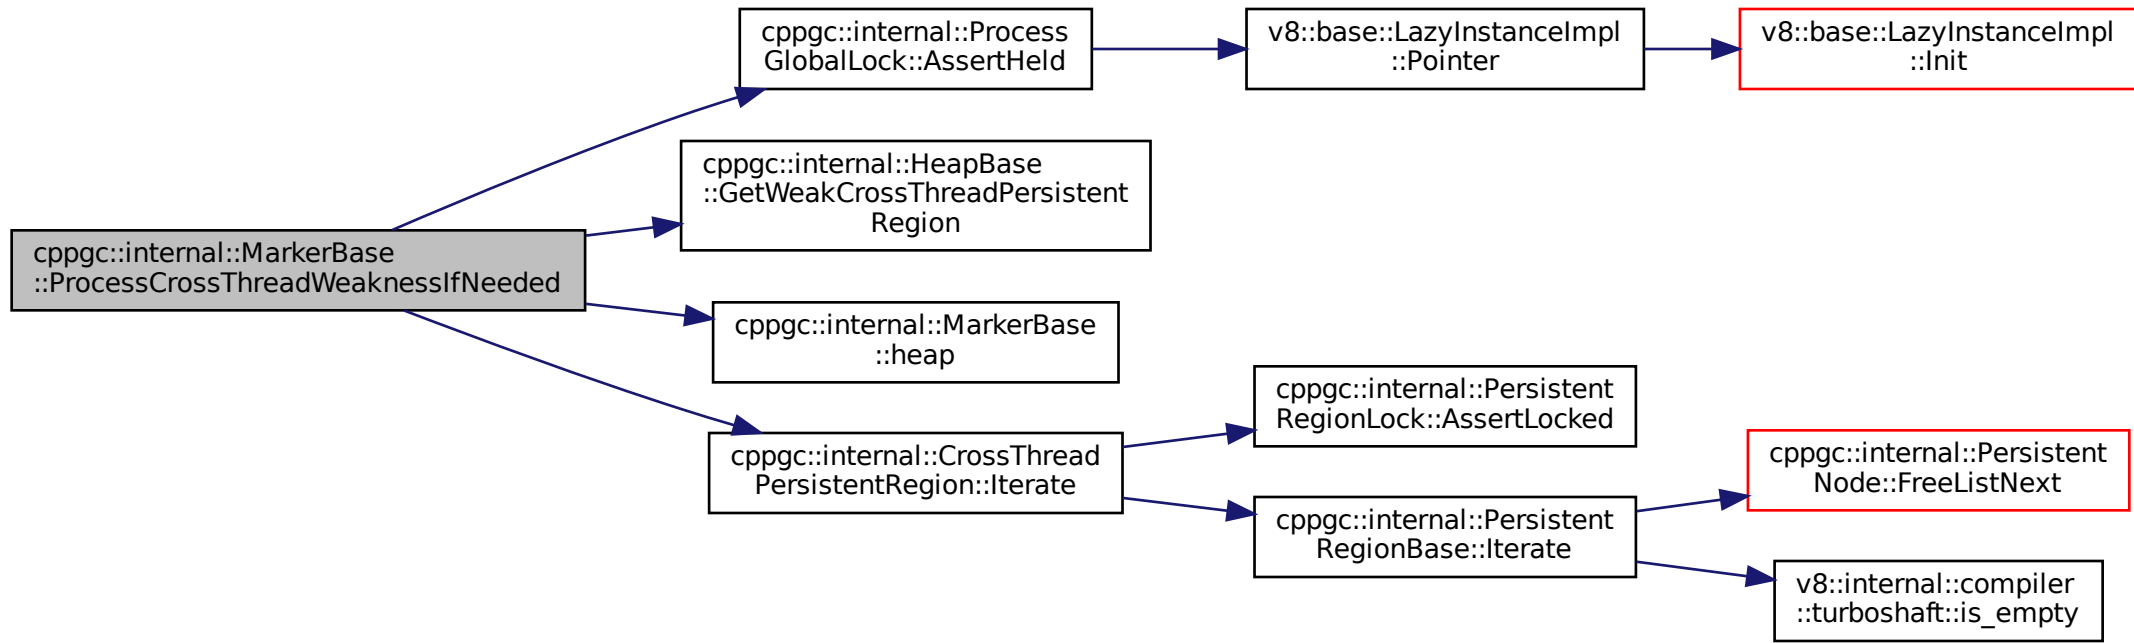 cppgc::internal::MarkerBase
::ProcessCrossThreadWeaknessIfNeeded
cppgc::internal::Process
GlobalLock::AssertHeld
v8::base::LazyInstanceImpl
::Pointer
v8::base::LazyInstanceImpl
::Init
cppgc::internal::HeapBase
::GetWeakCrossThreadPersistent
Region
cppgc::internal::MarkerBase
::heap
cppgc::internal::CrossThread
PersistentRegion::Iterate
cppgc::internal::Persistent
RegionLock::AssertLocked
cppgc::internal::Persistent
RegionBase::Iterate
cppgc::internal::Persistent
Node::FreeListNext
v8::internal::compiler
::turboshaft::is_empty